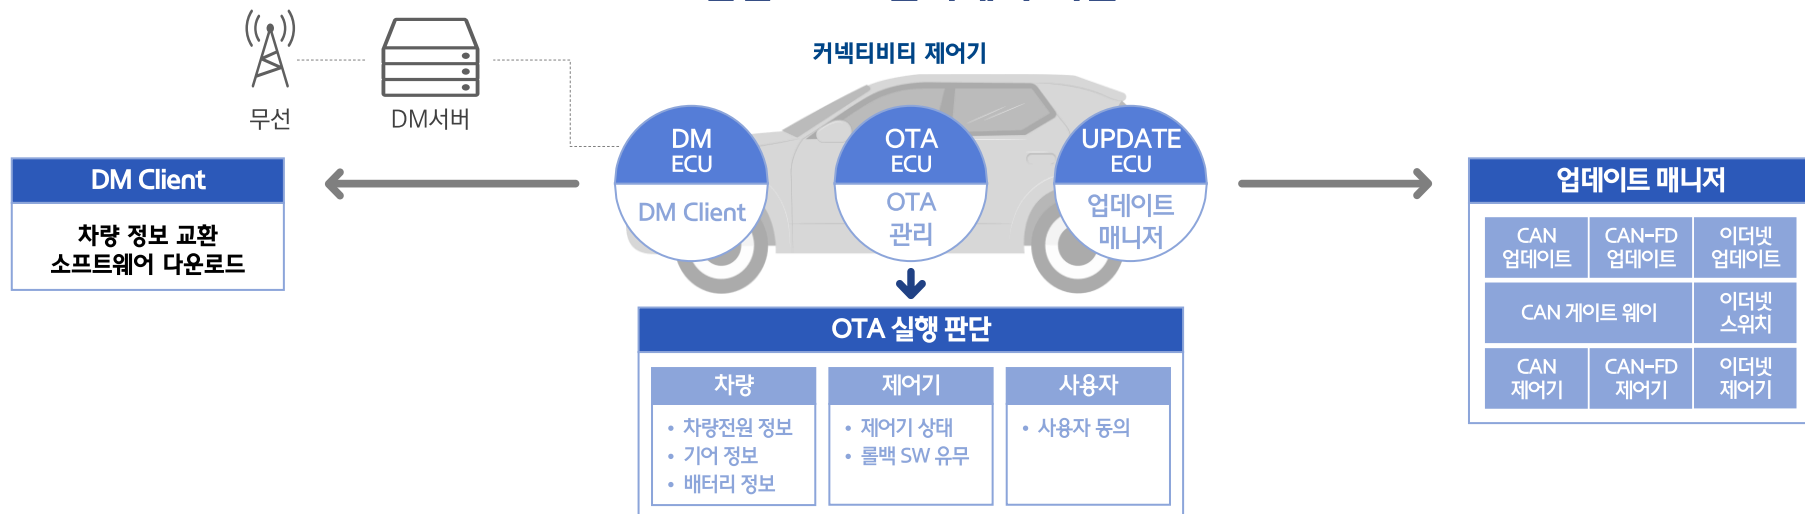 커넥티비티 제어기
무선
DM서버
DM
ECU
DM Client
OTA
ECU
OTA
관리
UPDATE
ECU
업데이트
매니저
DM Client
차량 정보 교환
소프트웨어 다운로드
OTA 실행 판단
차량
• 차량전원 정보
• 기어 정보
• 배터리 정보
제어기
• 제어기 상태
• 롤백 SW 유무
사용자
• 사용자 동의
업데이트 매니저
CAN
업데이트
CAN-FD
업데이트
이더넷
업데이트
CAN 게이트 웨이
이더넷
스위치
CAN
제어기
CAN-FD
제어기
이더넷
제어기